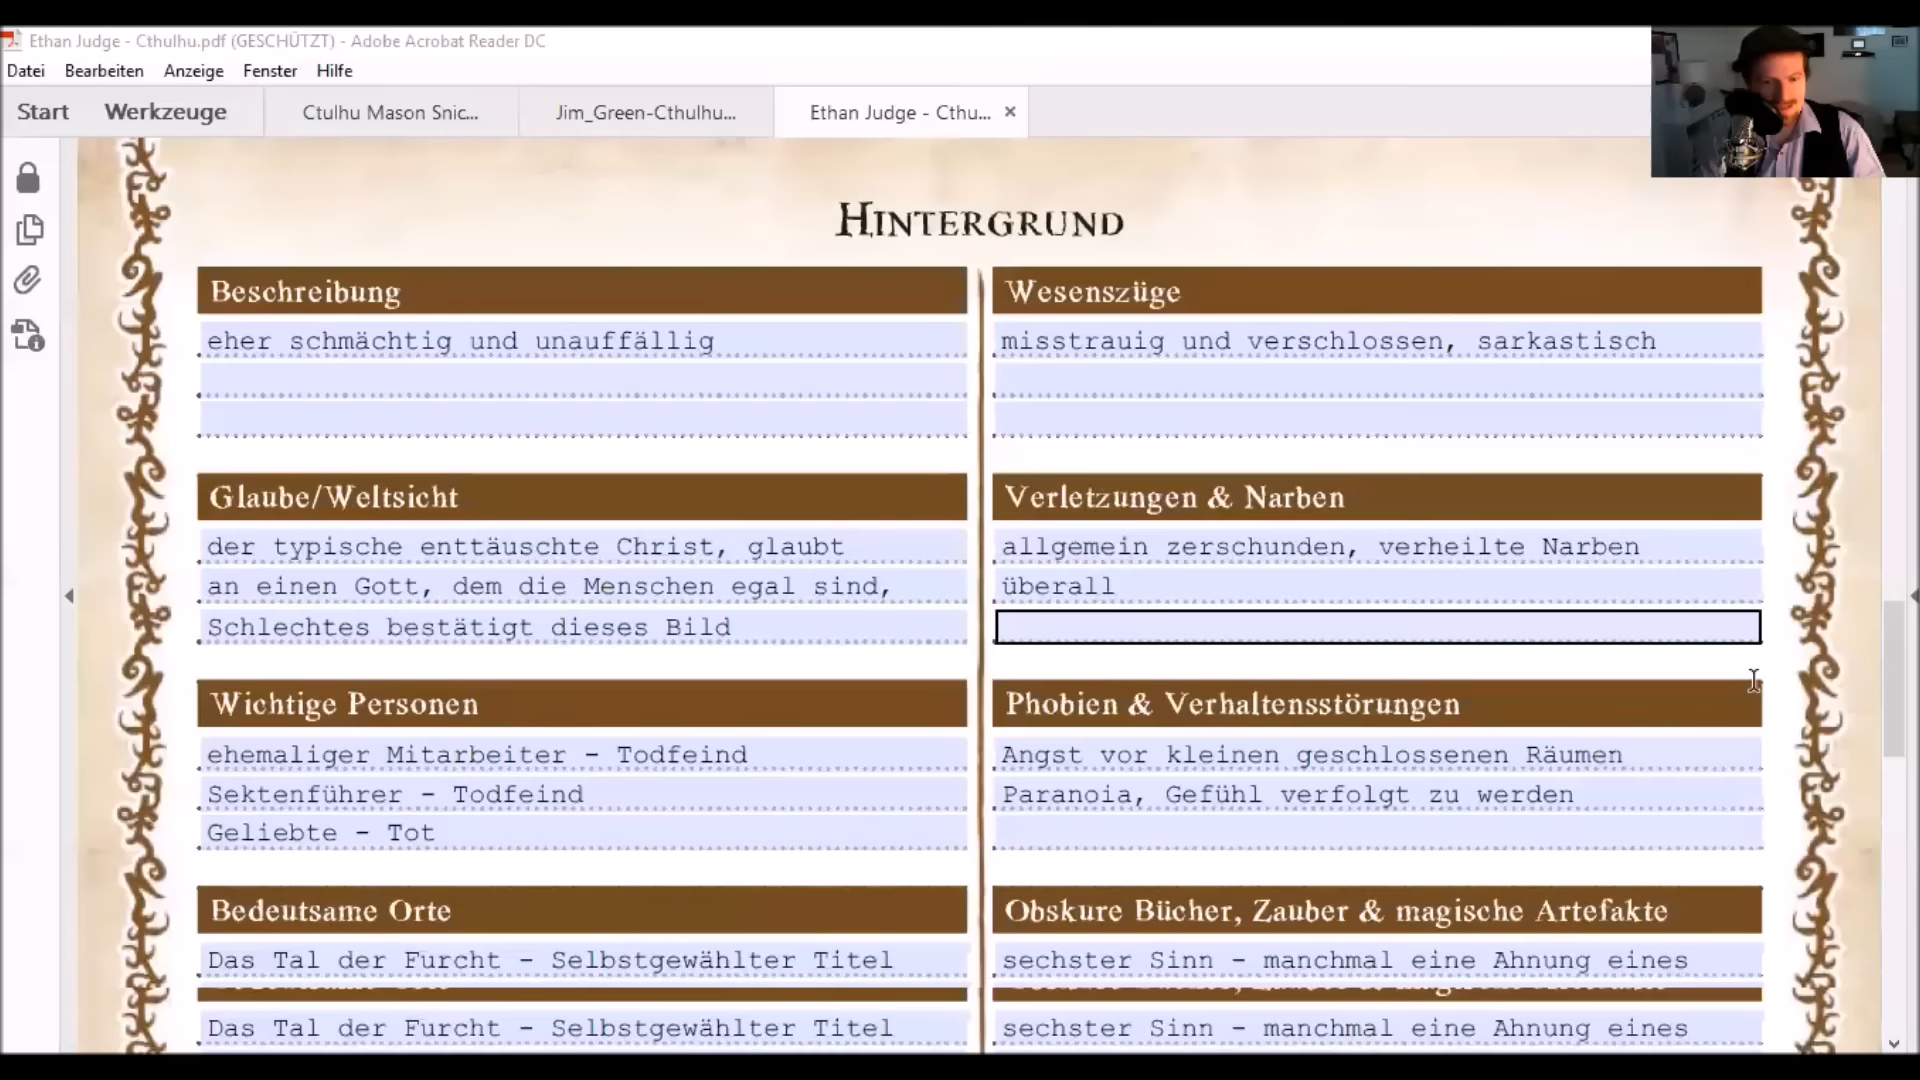 Ethan Judge - Cthulhu.pdf (GESCHÜTZT) - Adobe Acrobat Reader DC
Datei Bearbeiten Anzeige Fenster Hilfe
Start Werkzeuge Ctulhu Mason Snic... Jim_Green-Cthulhu... Ethan Judge - Cthu...
HINTERGRUND
Beschreibung
eher schmächtig und unauffällig
Wesenszüge
misstrauig und verschlossen, sarkastisch
Glaube/Weltsicht
der typische enttäuschte Christ, glaubt
an einen Gott, dem die Menschen egal sind,
Schlechtes bestätigt dieses Bild
Verletzungen & Narben
allgemein zerschunden, verheilte Narben
überall
Wichtige Personen
ehemaliger Mitarbeiter - Todfeind
Sektenführer - Todfeind
Geliebte - Tot
Phobien & Verhaltensstörungen
Angst vor kleinen geschlossenen Räumen
Paranoia, Gefühl verfolgt zu werden
Bedeutsame Orte
Das Tal der Furcht - Selbstgewählter Titel
Obskure Bücher, Zauber & magische Artefakte
sechster Sinn - manchmal eine Ahnung eines
Das Tal der Furcht - Selbstgewählter Titel
sechster Sinn - manchmal eine Ahnung eines